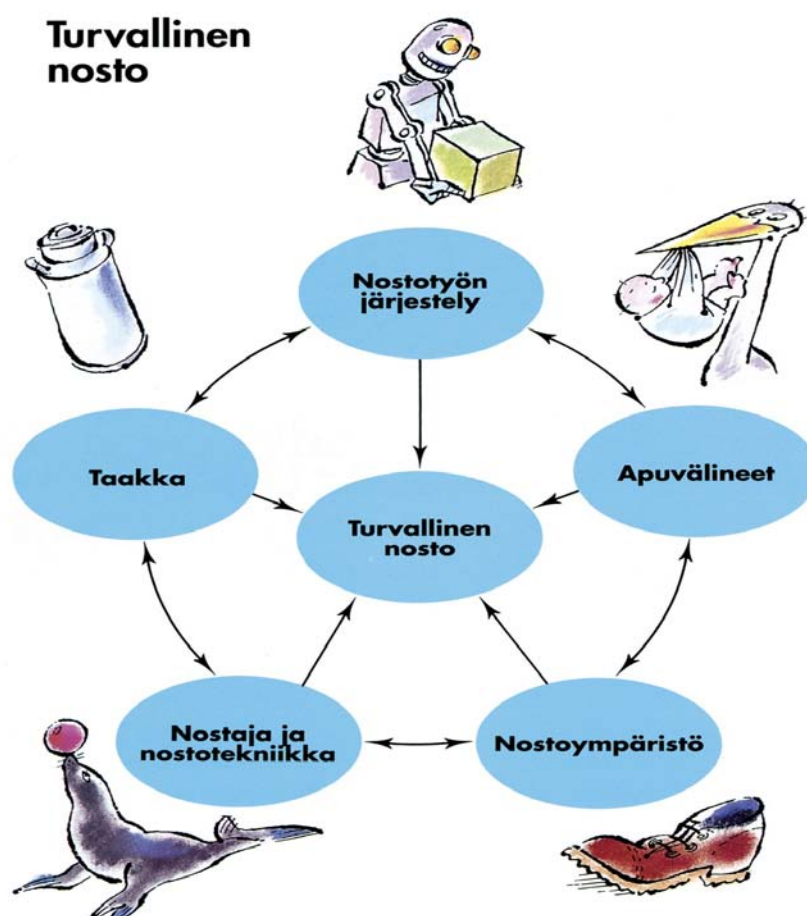 Turvallinen
nosto
Nostotyön
järjestely
Taakka
Apuvälineet
Turvallinen
nosto
Nostaja ja
nostotekniikka
Nostoympäristö